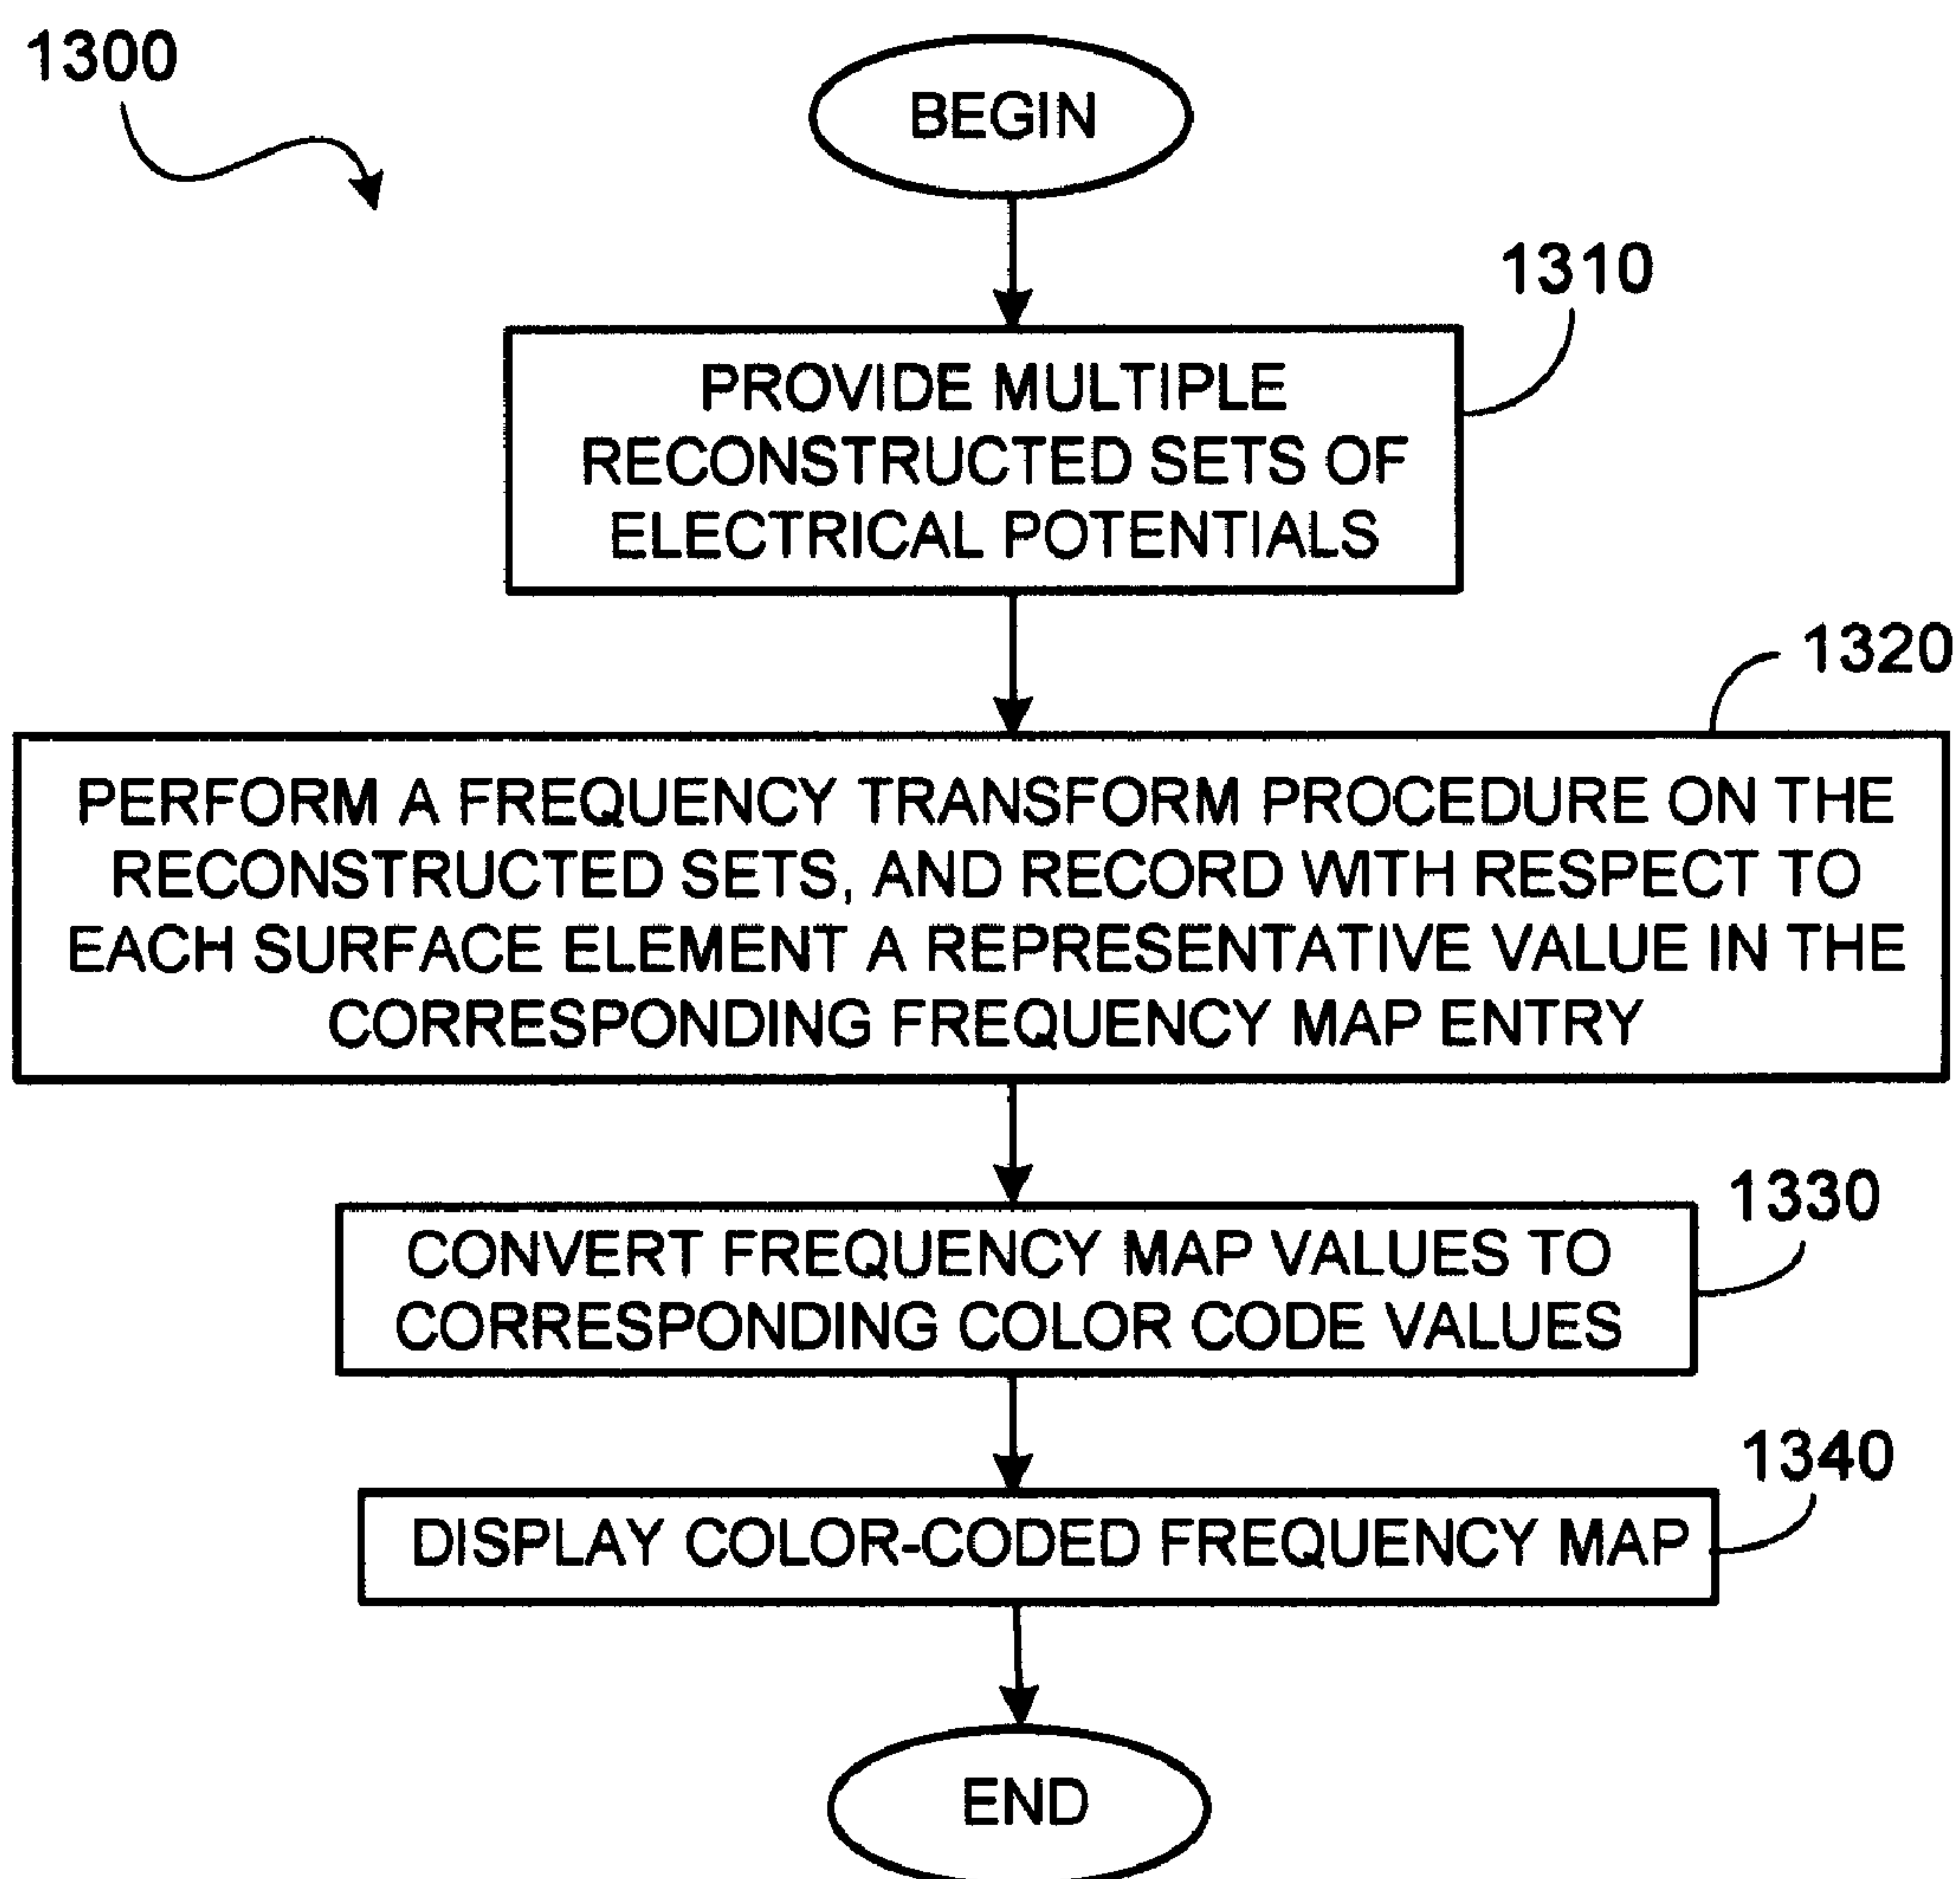 1300
BEGIN
1310
PROVIDE MULTIPLE
RECONSTRUCTED SETS OF
ELECTRICAL POTENTIALS
1320
PERFORM A FREQUENCY TRANSFORM PROCEDURE ON THE
RECONSTRUCTED SETS, AND RECORD WITH RESPECT TO
EACH SURFACE ELEMENT A REPRESENTATIVE VALUE IN THE
CORRESPONDING FREQUENCY MAP ENTRY
1330
CONVERT FREQUENCY MAP VALUES TO
CORRESPONDING COLOR CODE VALUES
1340
DISPLAY COLOR-CODED FREQUENCY MAP
END